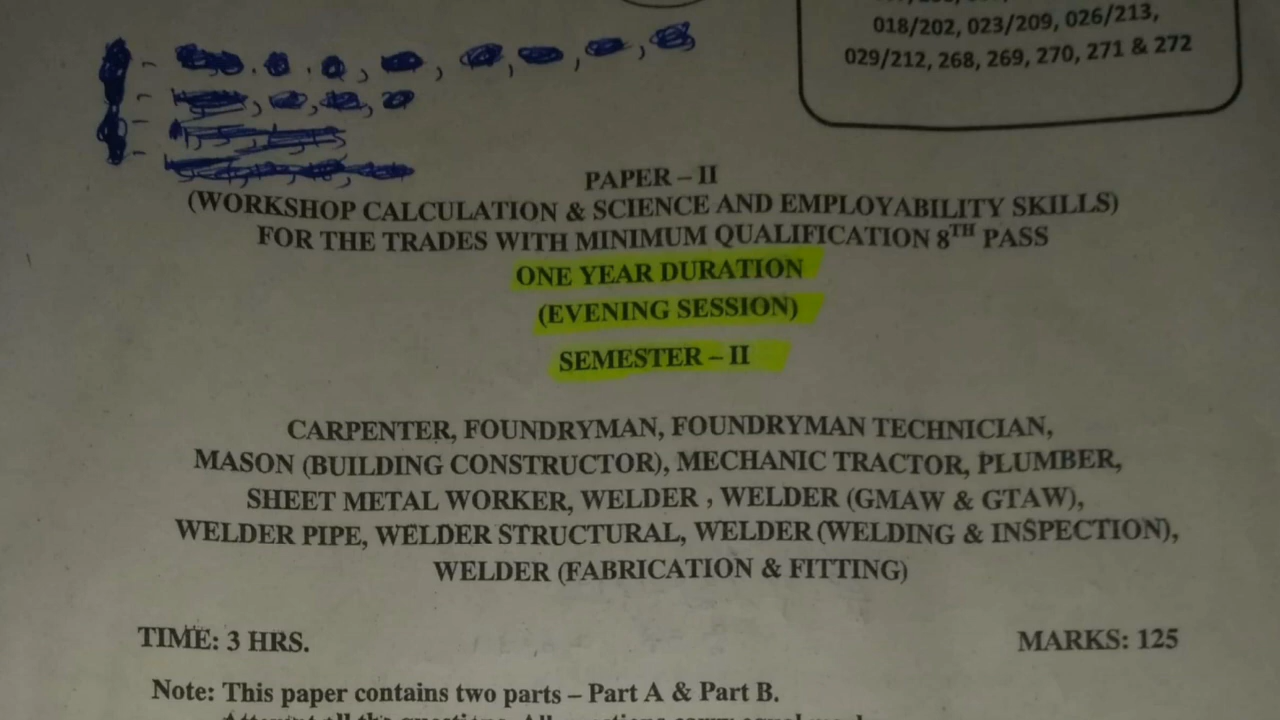 018/202, 023/209, 026/213,
029/212, 268, 269, 270, 271 & 272
PAPER – II
(WORKSHOP CALCULATION & SCIENCE AND EMPLOYABILITY SKILLS)
FOR THE TRADES WITH MINIMUM QUALIFICATION 8TH PASS
ONE YEAR DURATION
(EVENING SESSION)
SEMESTER – II
CARPENTER, FOUNDRYMAN, FOUNDRYMAN TECHNICIAN,
MASON (BUILDING CONSTRUCTOR), MECHANIC TRACTOR, PLUMBER,
SHEET METAL WORKER, WELDER , WELDER (GMAW & GTAW),
WELDER PIPE, WELDER STRUCTURAL, WELDER (WELDING & INSPECTION),
WELDER (FABRICATION & FITTING)
TIME: 3 HRS.
MARKS: 125
Note: This paper contains two parts – Part A & Part B.